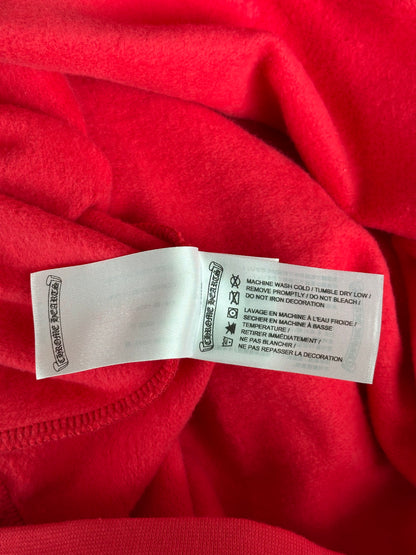 CHROME HEARTS
CHROME HEARTS
MACHINE WASH COLD / TUMBLE DRY LOW /
REMOVE PROMPTLY / DO NOT BLEACH /
DO NOT IRON DECORATION
LAVAGE EN MACHINE À L'EAU FROIDE /
SECHER EN MACHINE À BASSE
TEMPERATURE /
RETIRER IMMÉDIATEMENT /
NE PAS BLANCHIR /
NE PAS REPASSER LA DECORATION